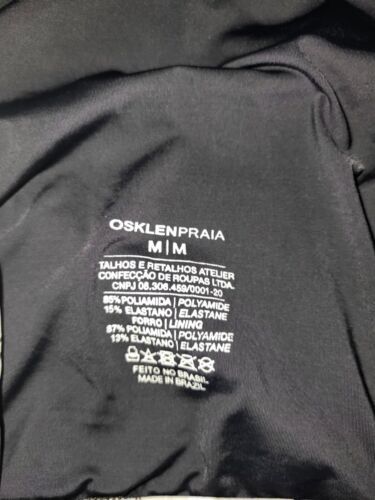 OSKLENPRAIA
M|M
TALHOS E RETALHOS ATELIER
CONFECÇÃO DE ROUPAS LTDA.
CNPJ 08.306.459/0001-20
85%POLIAMIDA | POLYAMIDE
15% ELASTANO | ELASTANE
FORRO | LINING
87%POLIAMIDA | POLYAMIDE
13% ELASTANO | ELASTANE
FEITO NO BRASIL
MADE IN BRAZIL